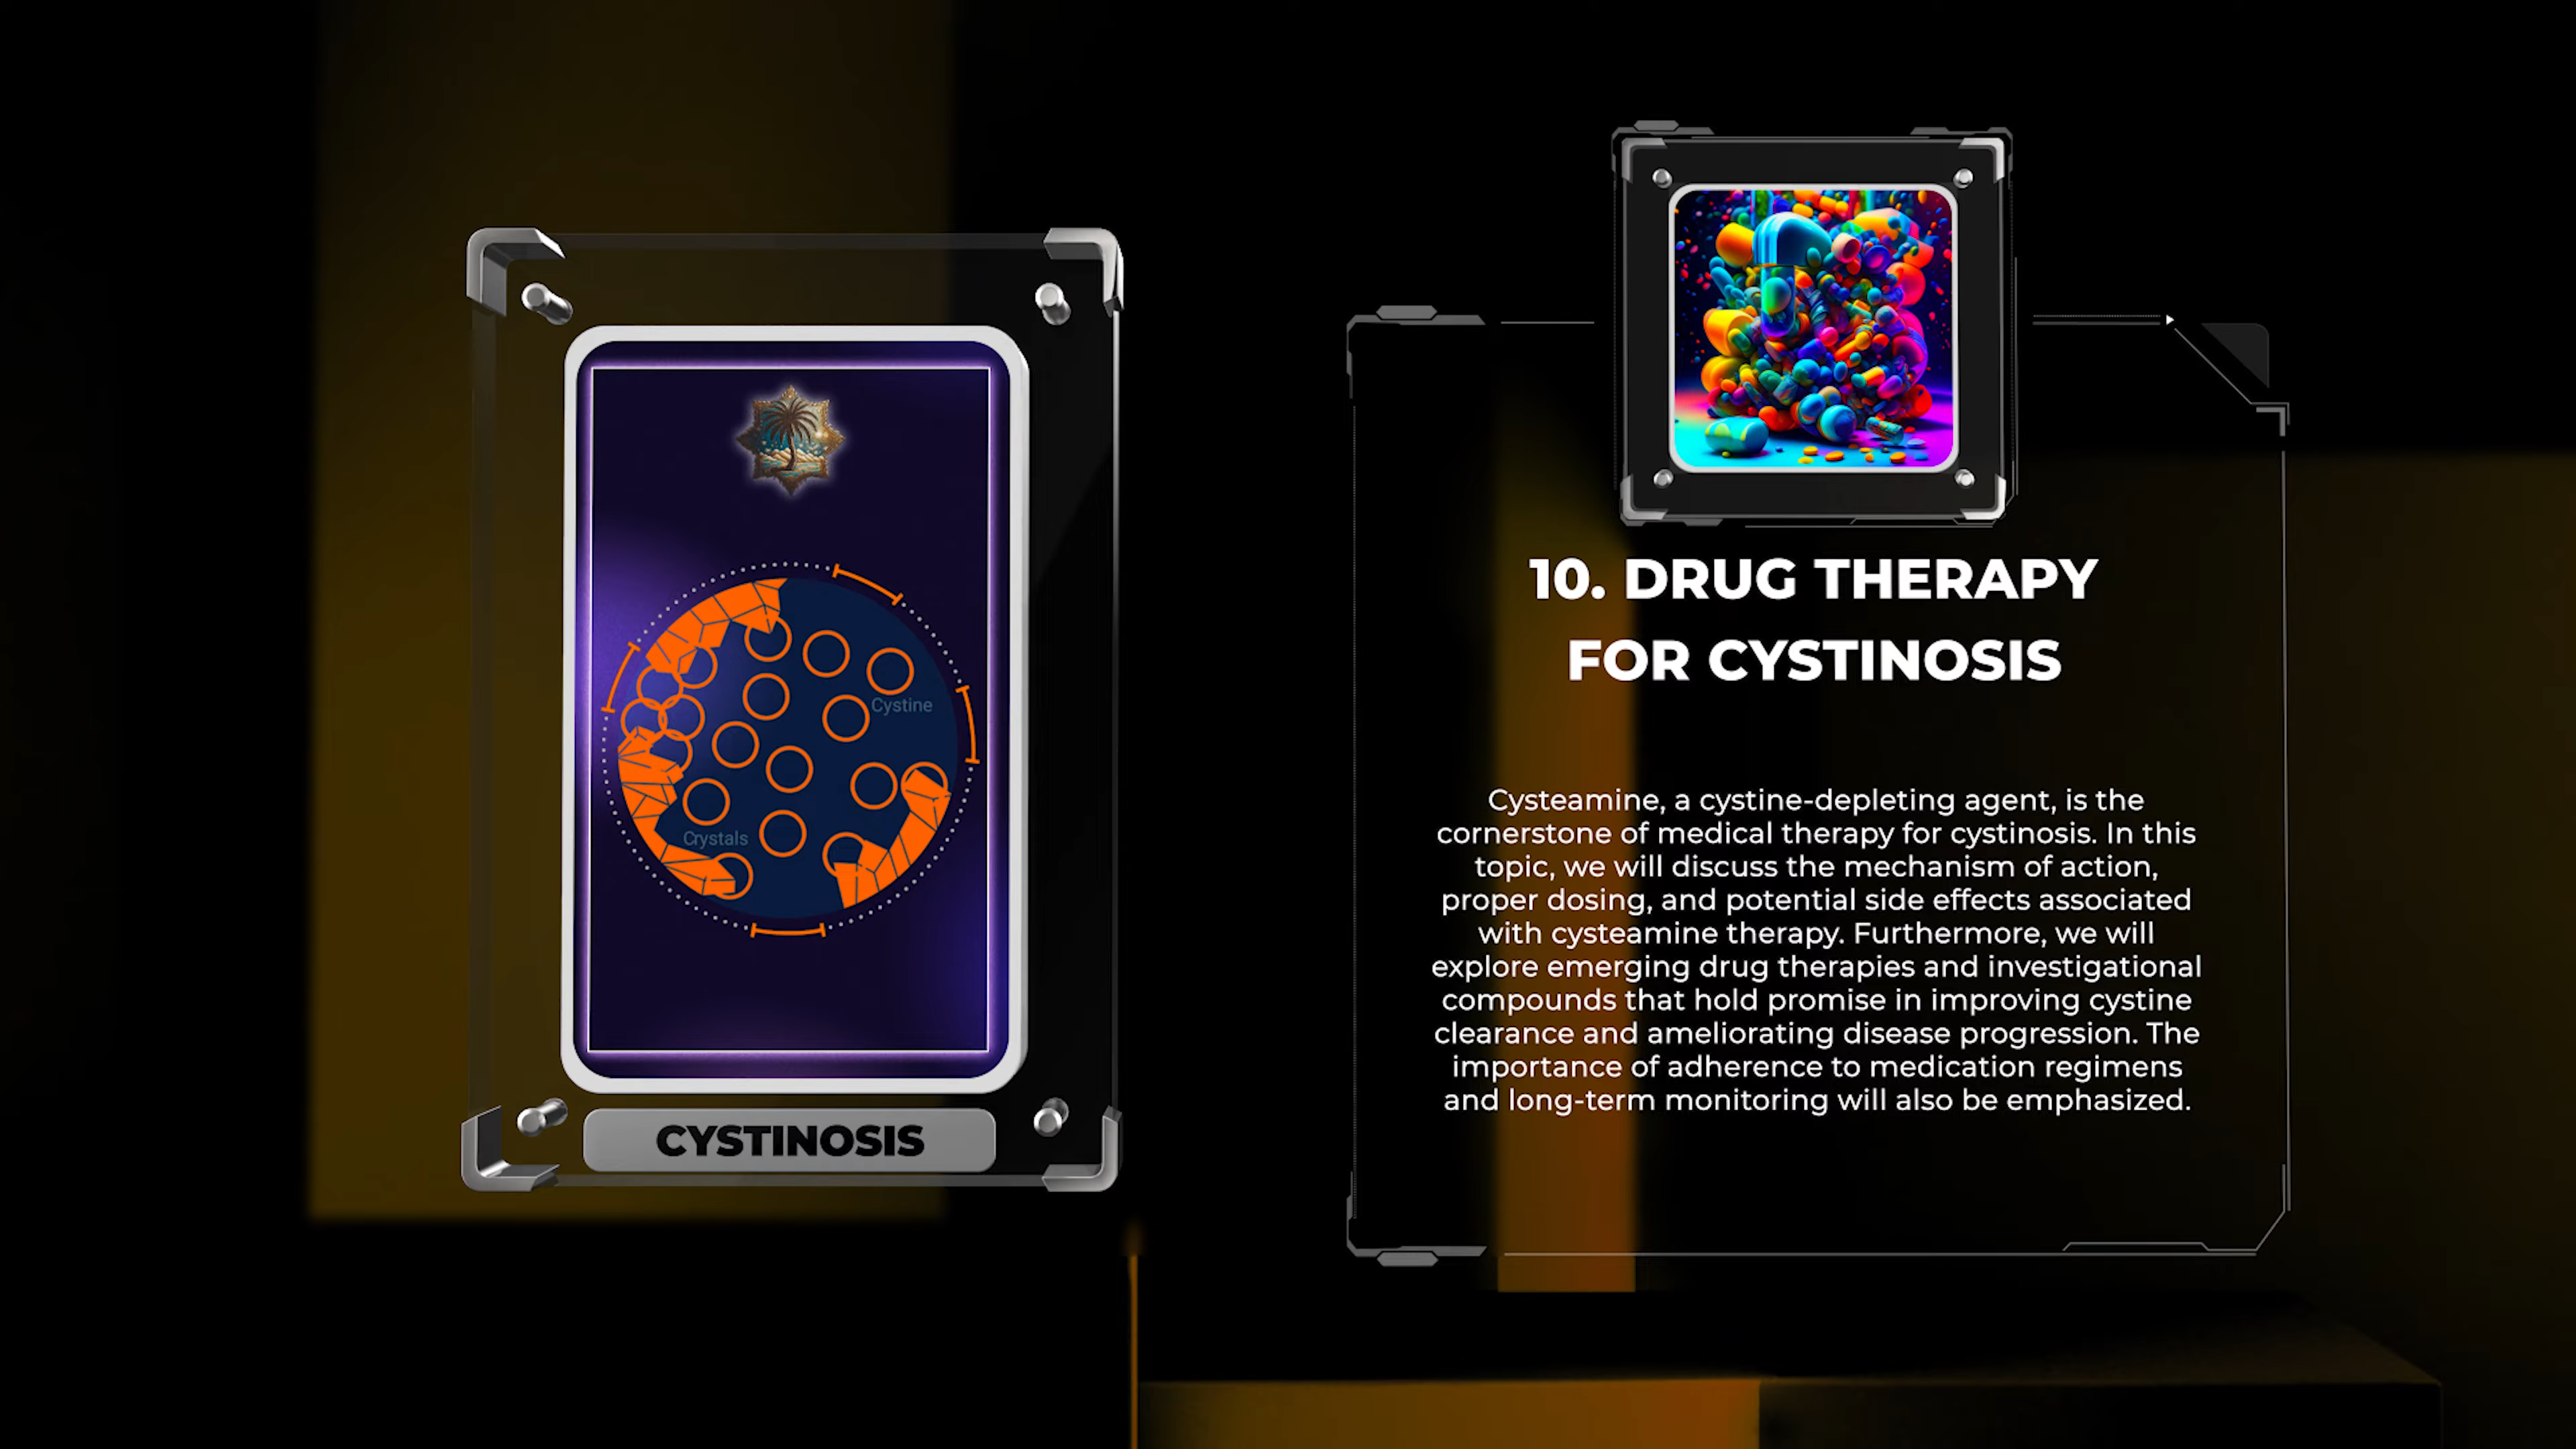 Cystine
Crystals
CYSTINOSIS
10. DRUG THERAPY
FOR CYSTINOSIS
Cysteamine, a cystine-depleting agent, is the
cornerstone of medical therapy for cystinosis. In this
topic, we will discuss the mechanism of action,
proper dosing, and potential side effects associated
with cysteamine therapy. Furthermore, we will
explore emerging drug therapies and investigational
compounds that hold promise in improving cystine
clearance and ameliorating disease progression. The
importance of adherence to medication regimens
and long-term monitoring will also be emphasized.